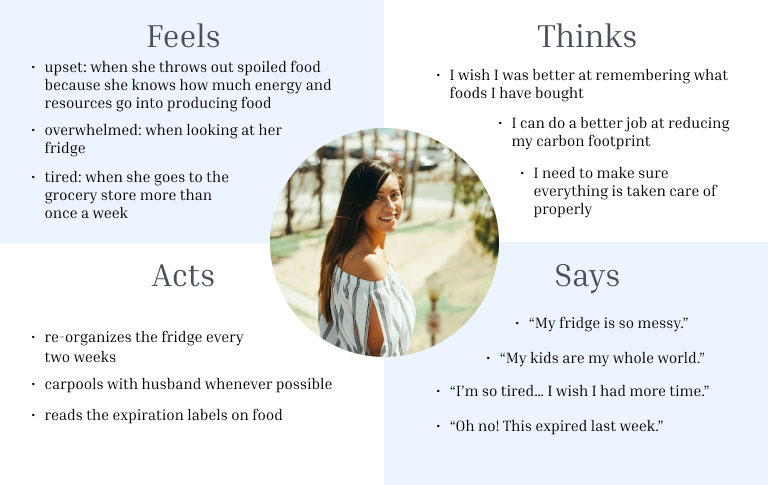 Feels
• upset: when she throws out spoiled food
because she knows how much energy and
resources go into producing food
• overwhelmed: when looking at her
fridge
• tired: when she goes to the
grocery store more than
once a week
Thinks
• I wish I was better at remembering what
foods I have bought
• I can do a better job at reducing
my carbon footprint
• I need to make sure
everything is taken care of
properly
Acts
• re-organizes the fridge every
two weeks
• carpools with husband whenever possible
• reads the expiration labels on food
Says
• “My fridge is so messy.”
• “My kids are my whole world.”
• “I’m so tired... I wish I had more time.”
• “Oh no! This expired last week.”